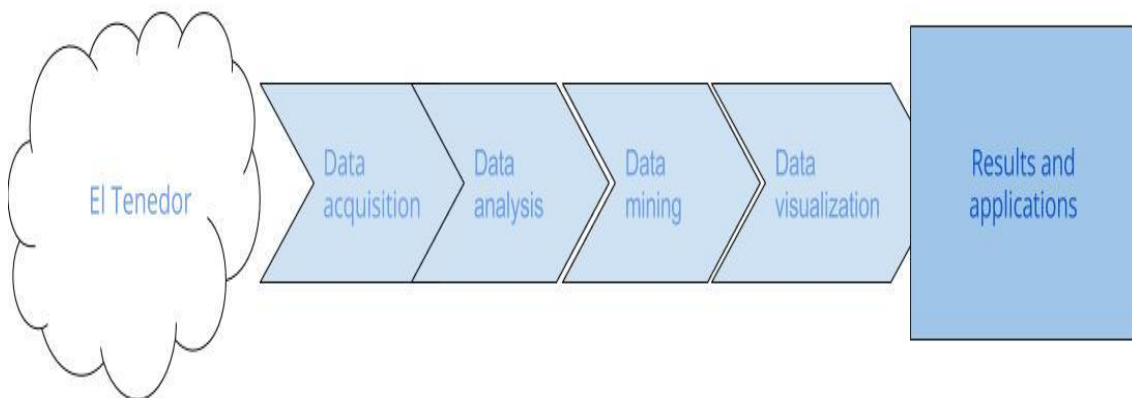 El Tenedor
Data
acquisition
Data
analysis
Data
mining
Data
visualization
Results and
applications